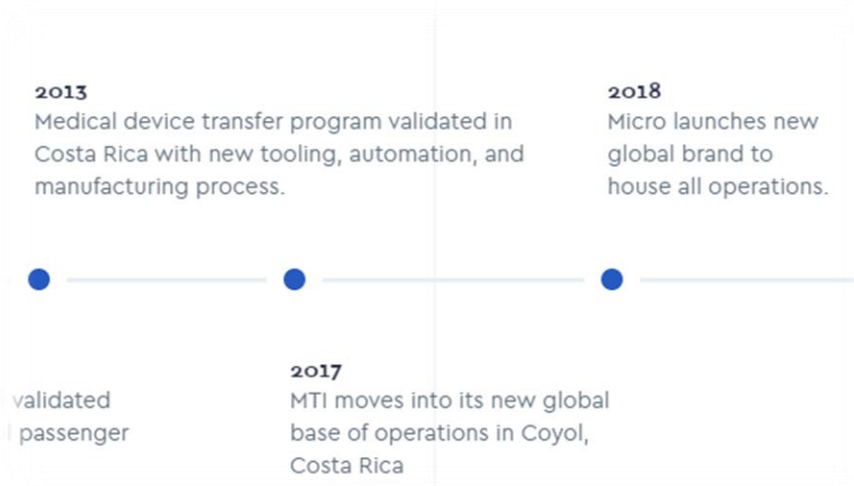 2013
Medical device transfer program validated in
Costa Rica with new tooling, automation, and
manufacturing process.
2018
Micro launches new
global brand to
house all operations.
validated
passenger
2017
MTI moves into its new global
base of operations in Coyol,
Costa Rica